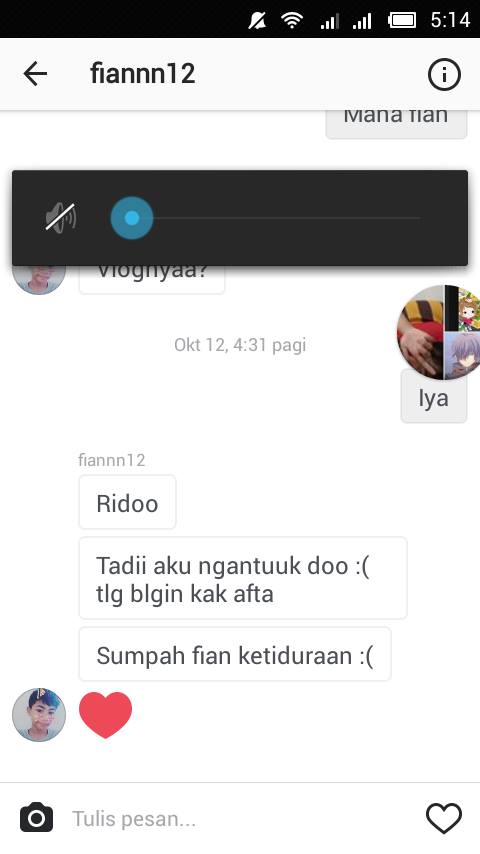 5:14
fiannn12
Mana fian
Vlognyaa?
Okt 12, 4:31 pagi
Iya
fiannn12
Ridoo
Tadii aku ngantuuk doo :(
tlg blgin kak afta
Sumpah fian ketiduraan :(
Tulis pesan...